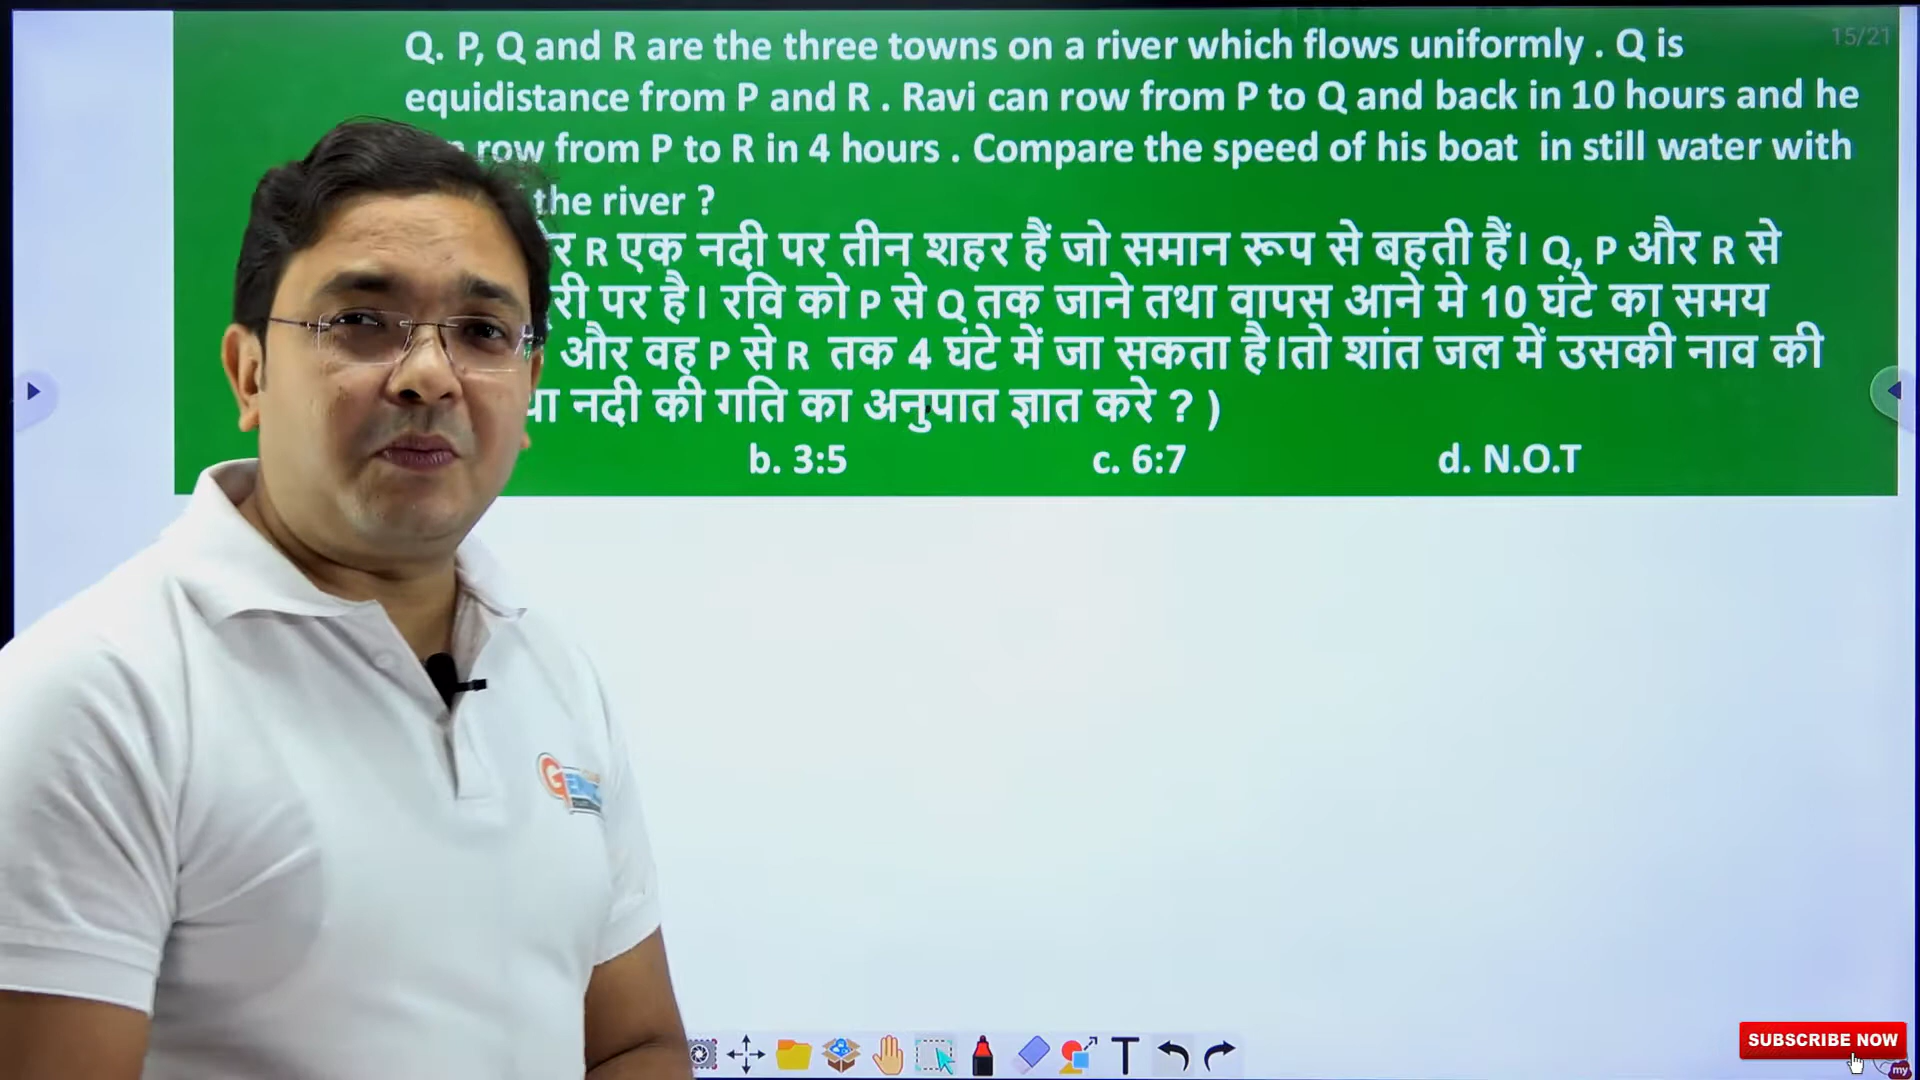 15/21
Q. P, Q and R are the three towns on a river which flows uniformly . Q is
equidistance from P and R . Ravi can row from P to Q and back in 10 hours and he
row from P to R in 4 hours . Compare the speed of his boat in still water with
the river ?
R एक नदी पर तीन शहर हैं जो समान रूप से बहती हैं। Q, P और R से
पर है। रवि को P से Q तक जाने तथा वापस आने मे 10 घंटे का समय
और वह P से R तक 4 घंटे में जा सकता है।तो शांत जल में उसकी नाव की
नदी की गति का अनुपात ज्ञात करे ? )
b. 3:5 c. 6:7 d. N.O.T
T
SUBSCRIBE NOW
my